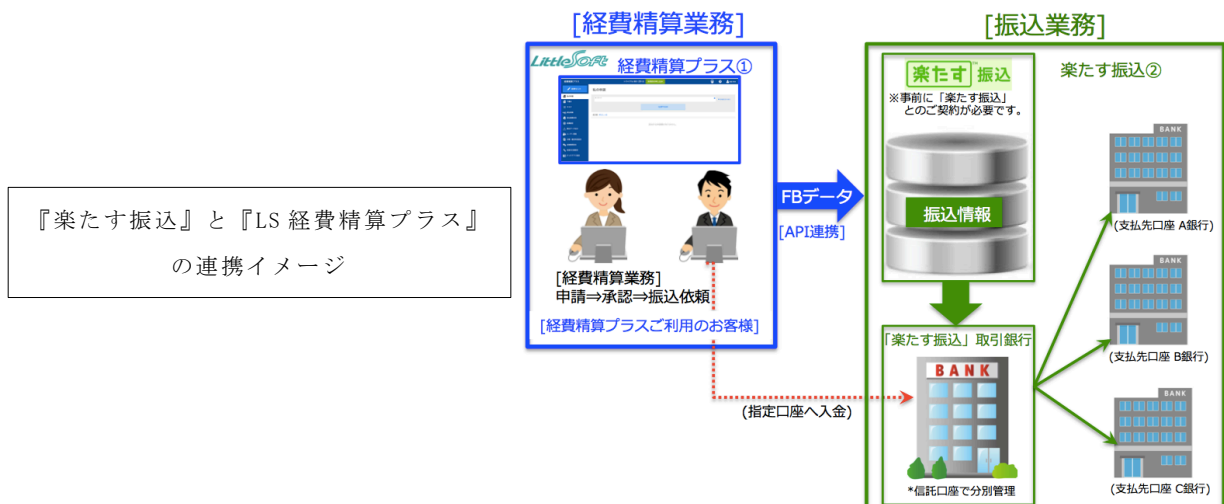 『楽たす振込』と『LS 経費精算プラス』
の連携イメージ
[経費精算業務]
LittleSoft 経費精算プラス①
[経費精算業務]
申請⇒承認⇒振込依頼
[経費精算プラスご利用のお客様]
FBデータ
[API連携]
(指定口座へ入金)
[振込業務]
楽たす振込
楽たす振込②
※事前に「楽たす振込」
とのご契約が必要です。
振込情報
「楽たす振込」取引銀行
BANK
*信託口座で分別管理
BANK
(支払先口座 A銀行)
BANK
(支払先口座 B銀行)
BANK
(支払先口座 C銀行)